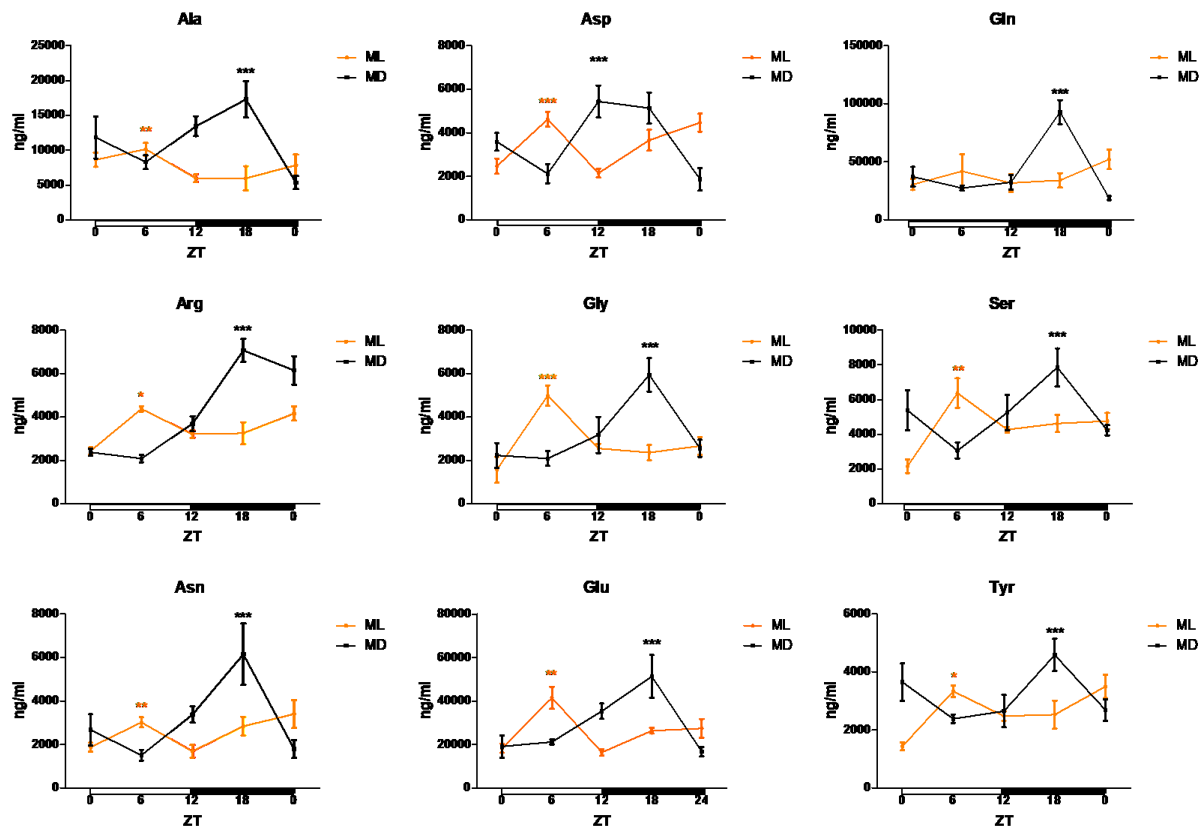 Ala
ng/ml
25000
20000
15000
10000
5000
0
**
***
ML
MD
0 6 12 18 0
ZT
Asp
ng/ml
8000
6000
4000
2000
0
***
***
ML
MD
0 6 12 18 0
ZT
Gln
ng/ml
150000
100000
50000
0
***
ML
MD
0 6 12 18 0
ZT
Arg
ng/ml
8000
6000
4000
2000
0
*
***
ML
MD
0 6 12 18 0
ZT
Gly
ng/ml
8000
6000
4000
2000
0
***
***
ML
MD
0 6 12 18 0
ZT
Ser
ng/ml
10000
8000
6000
4000
2000
0
**
***
ML
MD
0 6 12 18 0
ZT
Asn
ng/ml
8000
6000
4000
2000
0
**
***
ML
MD
0 6 12 18 0
ZT
Glu
ng/ml
80000
60000
40000
20000
0
**
***
ML
MD
0 6 12 18 24
ZT
Tyr
ng/ml
6000
4000
2000
0
*
***
ML
MD
0 6 12 18 0
ZT